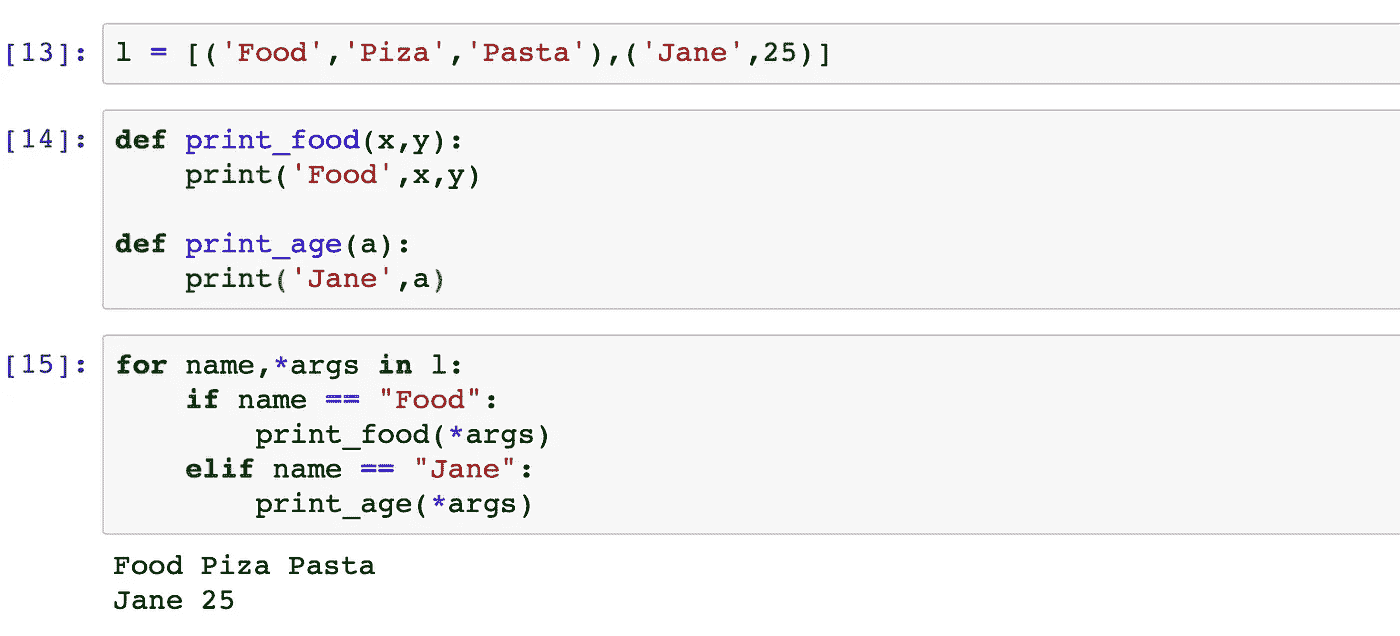 [13]: l = [('Food','Piza','Pasta'),('Jane',25)]
[14]: def print_food(x,y):
    print('Food',x,y)
def print_age(a):
    print('Jane',a)
[15]: for name,*args in l:
    if name == "Food":
        print_food(*args)
    elif name == "Jane":
        print_age(*args)
Food Piza Pasta
Jane 25